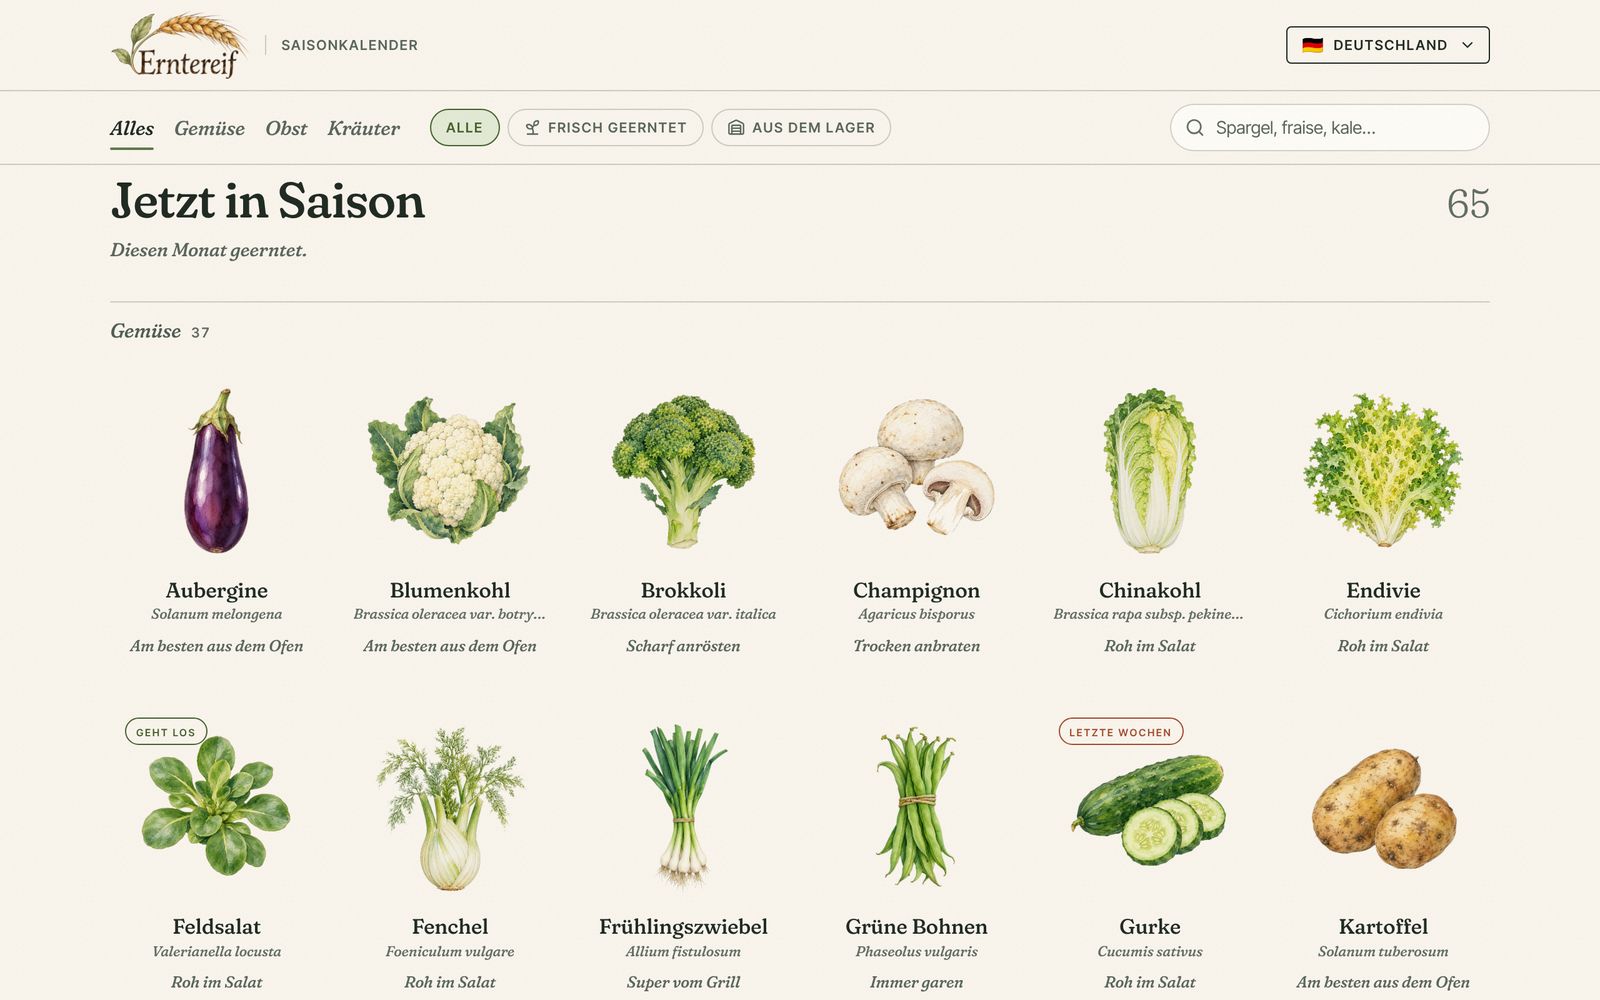 Erntereif
SAISONKALENDER
DEUTSCHLAND
Alles Gemüse Obst Kräuter
ALLE
FRISCH GEERNTET
AUS DEM LAGER
Spargel, fraise, kale...
Jetzt in Saison
65
Diesen Monat geerntet.
Gemüse 37
Aubergine
Solanum melongena
Am besten aus dem Ofen
Blumenkohl
Brassica oleracea var. botry...
Am besten aus dem Ofen
Brokkoli
Brassica oleracea var. italica
Scharf anrösten
Champignon
Agaricus bisporus
Trocken anbraten
Chinakohl
Brassica rapa subsp. pekine...
Roh im Salat
Endivie
Cichorium endivia
Roh im Salat
GEHT LOS
Feldsalat
Valerianella locusta
Roh im Salat
Fenchel
Foeniculum vulgare
Roh im Salat
Frühlingszwiebel
Allium fistulosum
Super vom Grill
Grüne Bohnen
Phaseolus vulgaris
Immer garen
LETZTE WOCHEN
Gurke
Cucumis sativus
Roh im Salat
Kartoffel
Solanum tuberosum
Am besten aus dem Ofen